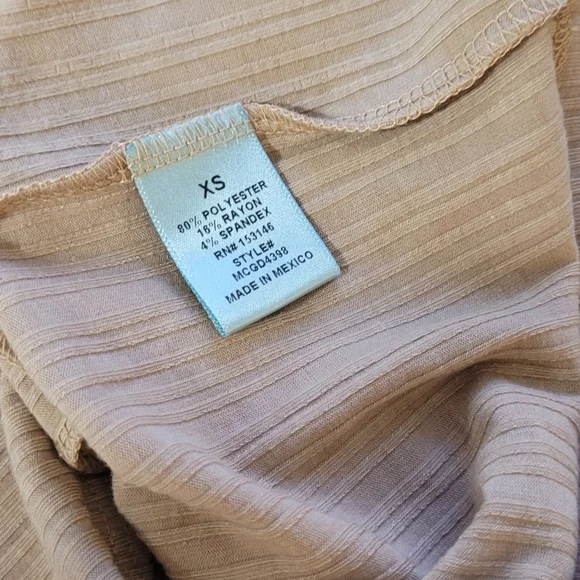 XS
80% POLYESTER
16% RAYON
4% SPANDEX
RN# 153146
STYLE#
MCGD4398
MADE IN MEXICO